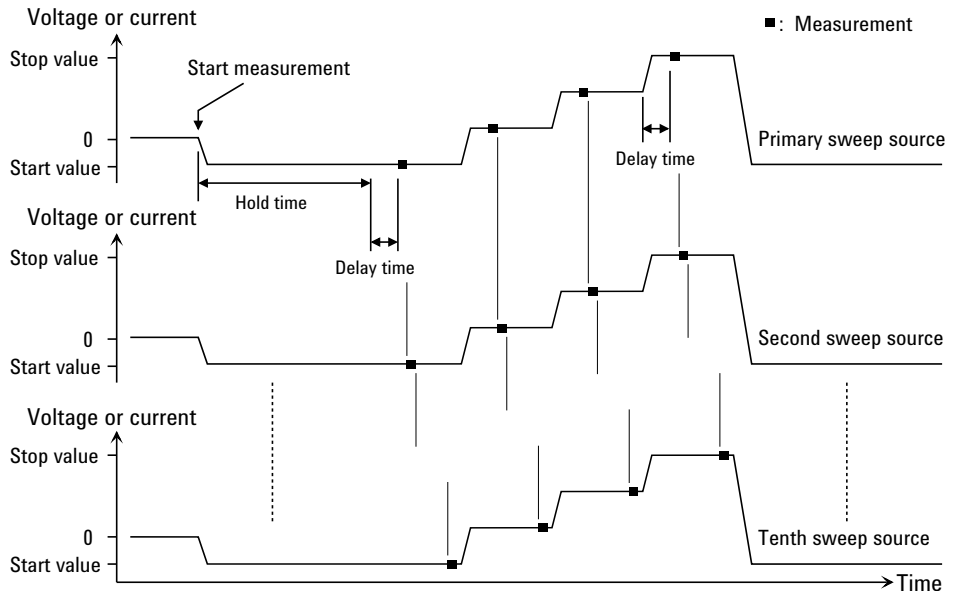 Voltage or current
■: Measurement
Stop value
Start measurement
0
Primary sweep source
Start value
Delay time
Hold time
Voltage or current
Stop value
Delay time
0
Second sweep source
Start value
Voltage or current
Stop value
0
Tenth sweep source
Start value
Time